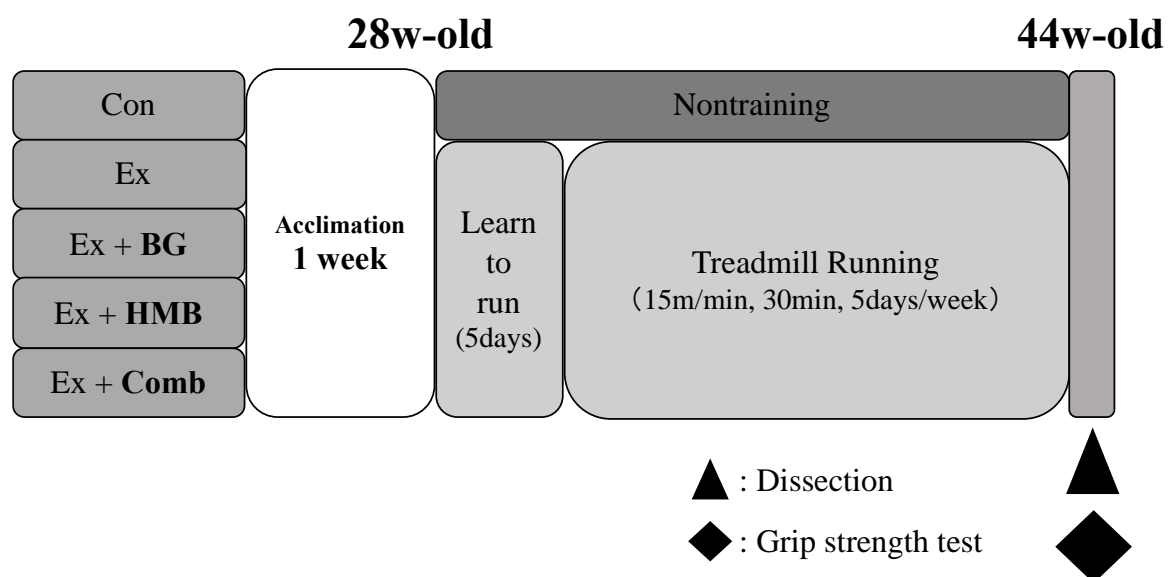 28w-old
44w-old
Con
Nontraining
Ex
Ex + BG
Ex + HMB
Ex + Comb
Acclimation
1 week
Learn
to
run
(5days)
Treadmill Running
（15m/min, 30min, 5days/week）
: Dissection
: Grip strength test